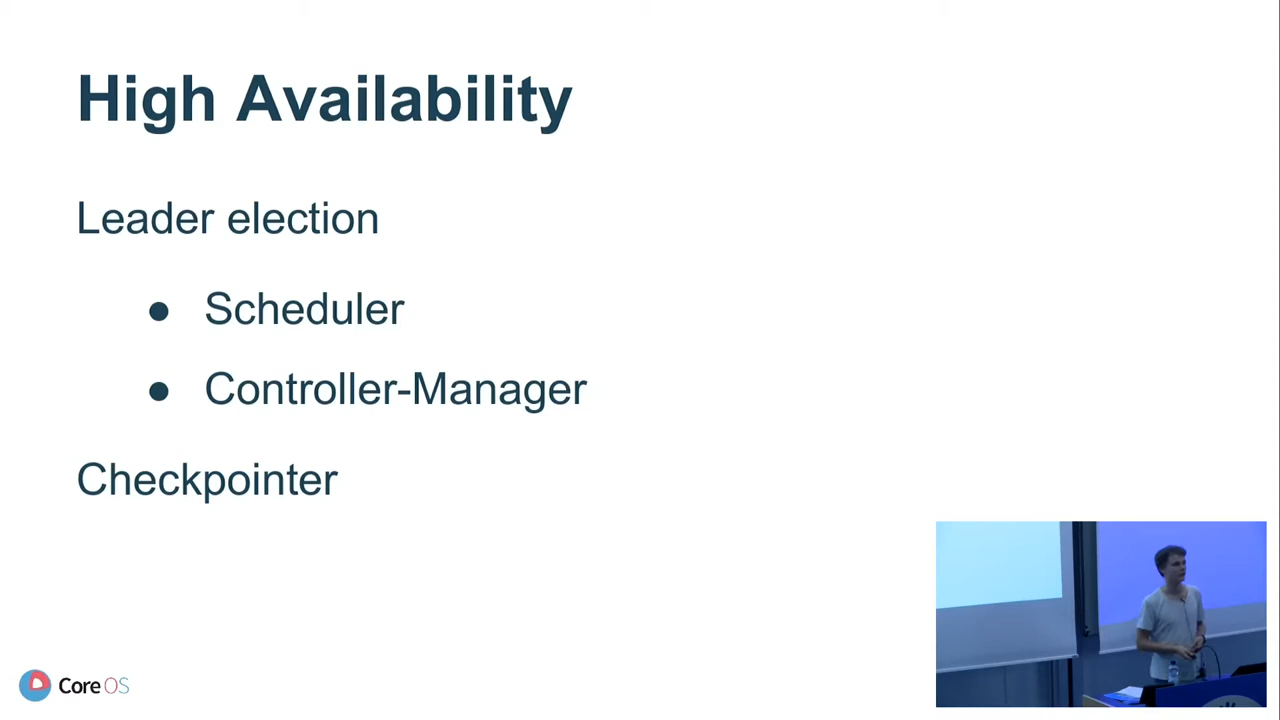 High Availability
Leader election
● Scheduler
● Controller-Manager
Checkpointer
CoreOS